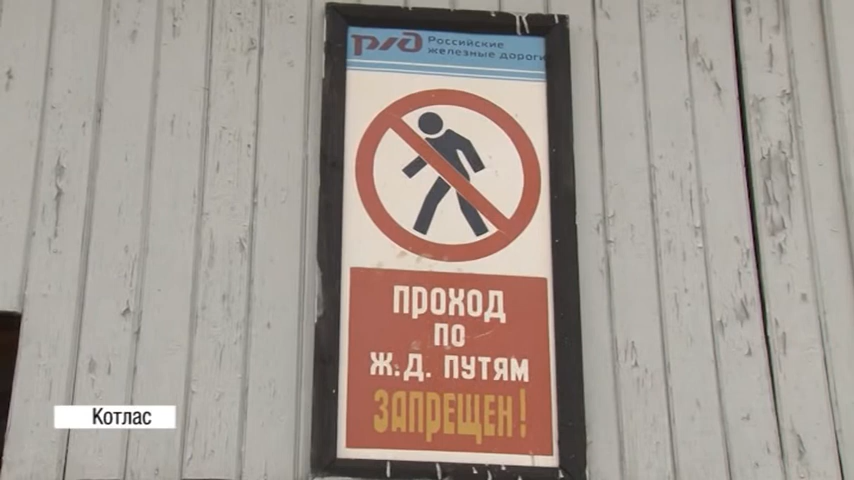 ржд Российские
железные дороги
ПРОХОД
ПО
Ж.Д. ПУТЯМ
ЗАПРЕЩЕН!
Котлас